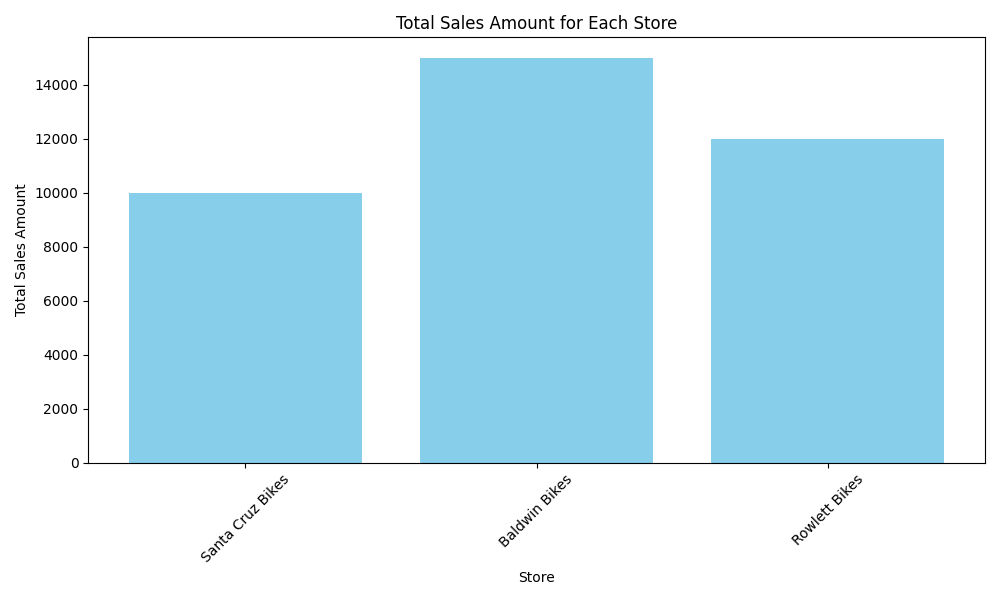 Total Sales Amount for Each Store
Total Sales Amount
14000
12000
10000
8000
6000
4000
2000
0
Santa Cruz Bikes
Baldwin Bikes
Rowlett Bikes
Store